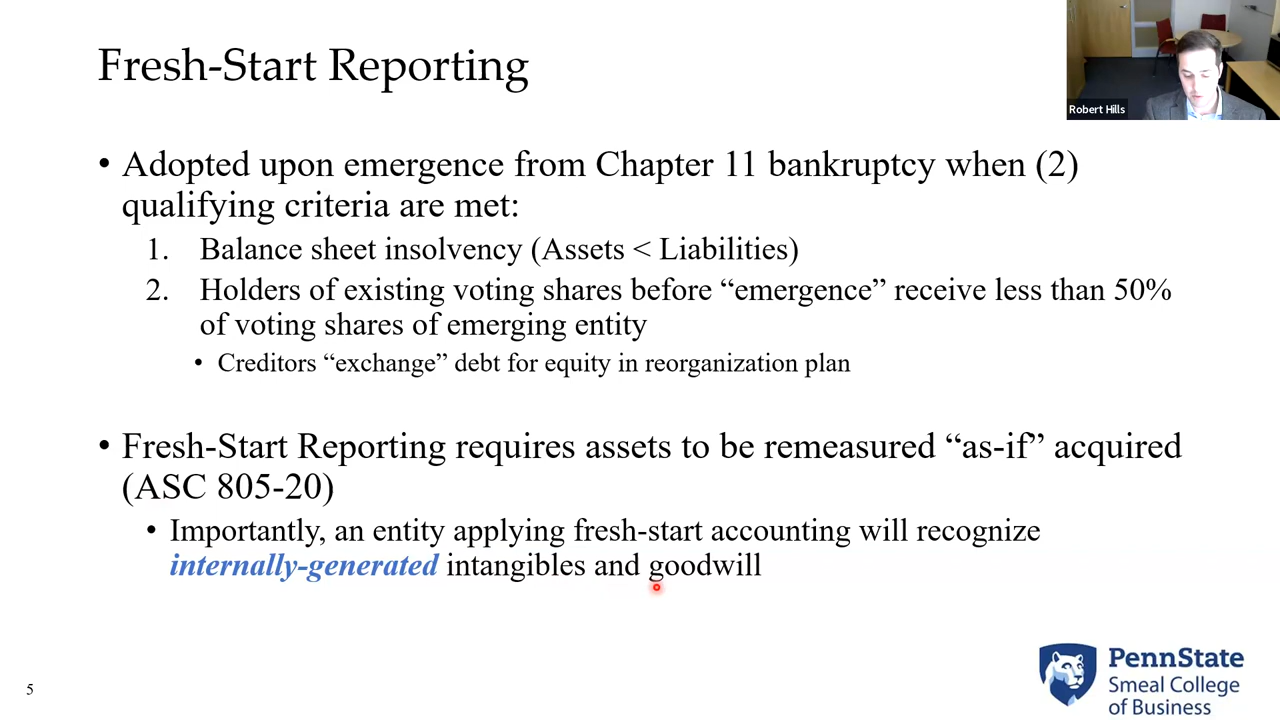 Fresh-Start Reporting
Robert Hills
• Adopted upon emergence from Chapter 11 bankruptcy when (2)
qualifying criteria are met:
1. Balance sheet insolvency (Assets < Liabilities)
2. Holders of existing voting shares before “emergence” receive less than 50%
of voting shares of emerging entity
• Creditors “exchange” debt for equity in reorganization plan
• Fresh-Start Reporting requires assets to be remeasured “as-if” acquired
(ASC 805-20)
• Importantly, an entity applying fresh-start accounting will recognize
internally-generated intangibles and goodwill
5
PennState
Smeal College
of Business